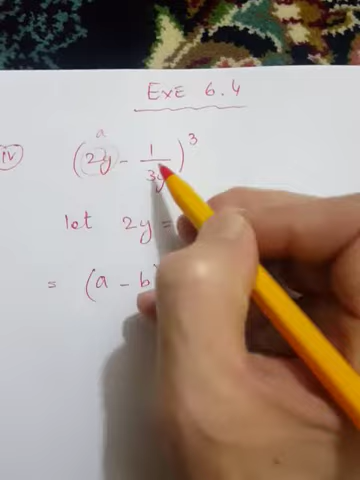 Exe 6.4
iv) (2y - 1/3y)³
a
let 2y =
= (a - b